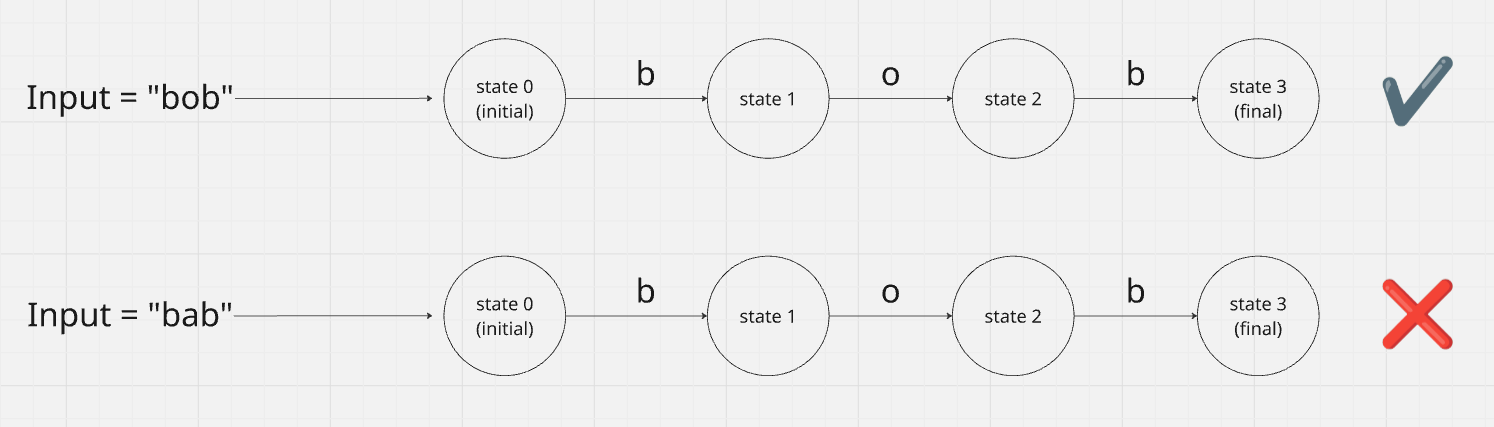 Input = "bob"
state 0
(initial)
b
state 1
o
state 2
b
state 3
(final)
Input = "bab"
state 0
(initial)
b
state 1
o
state 2
b
state 3
(final)